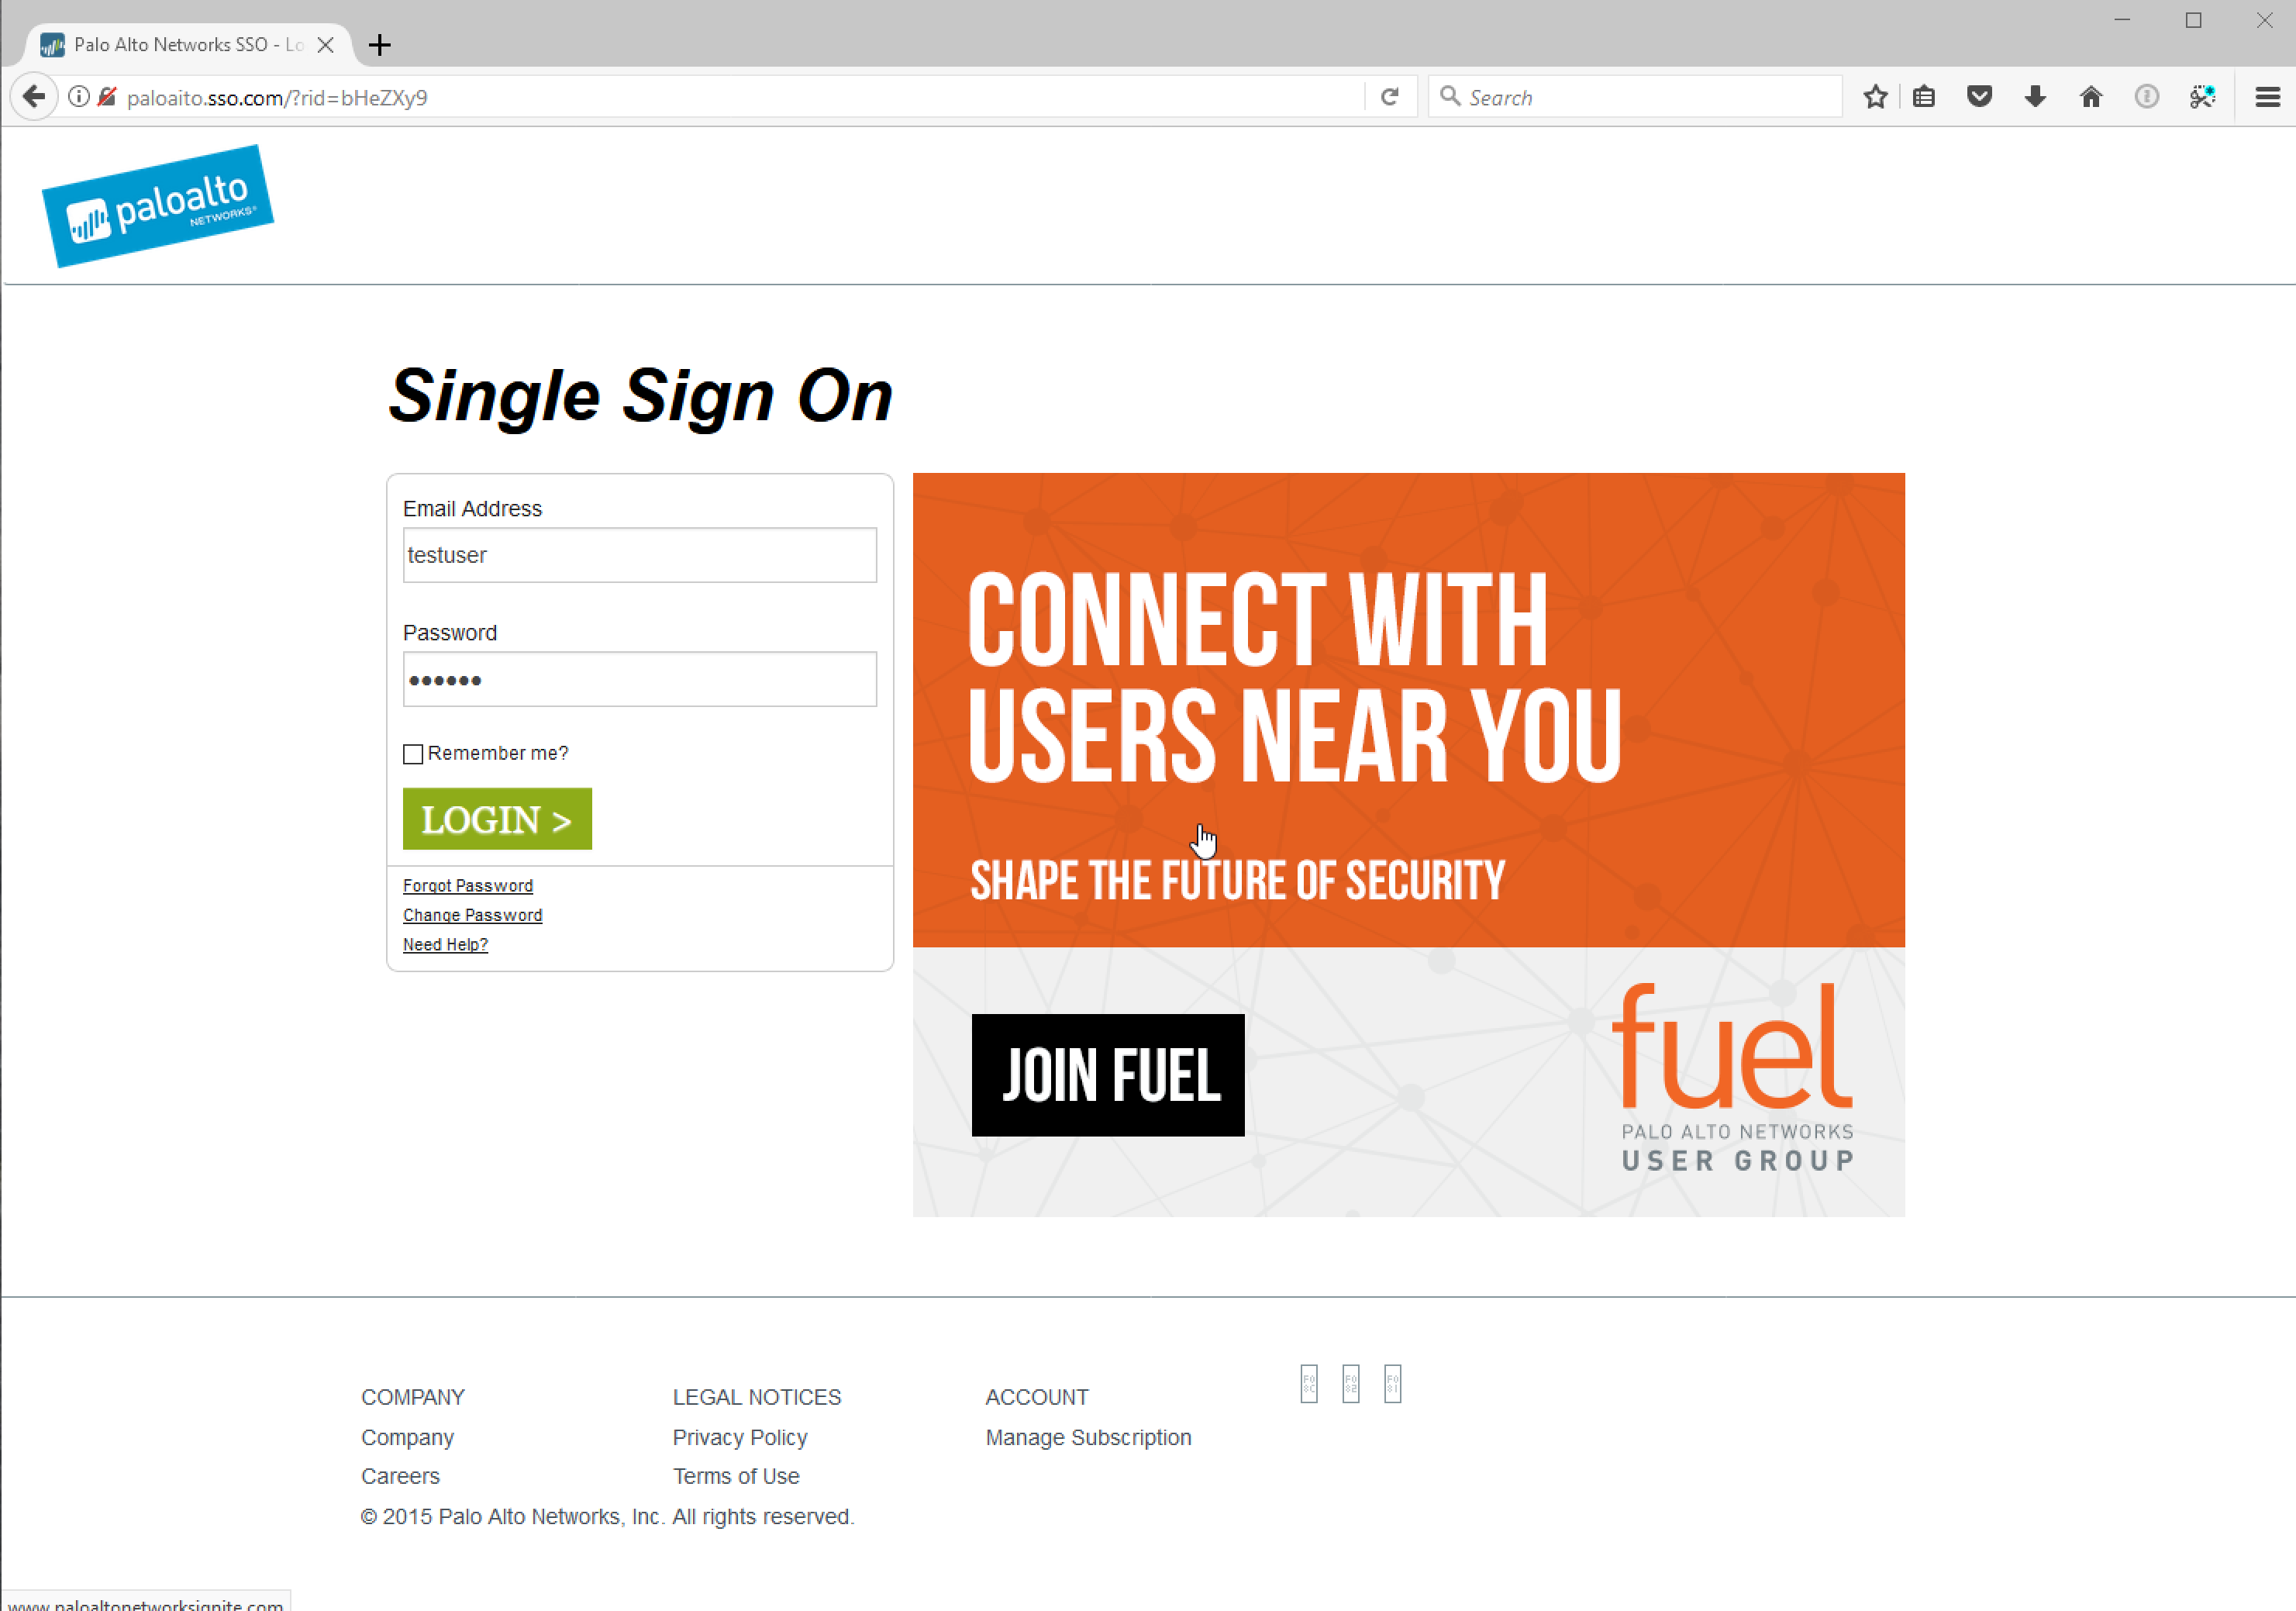 Palo Alto Networks SSO - Lo
paloaito.sso.com/?rid=bHeZXy9
Search
paloalto
NETWORKS®
Single Sign On
Email Address
testuser
Password
••••••
Remember me?
LOGIN >
Forgot Password
Change Password
Need Help?
CONNECT WITH
USERS NEAR YOU
SHAPE THE FUTURE OF SECURITY
JOIN FUEL
fuel
PALO ALTO NETWORKS
USER GROUP
COMPANY
Company
Careers
LEGAL NOTICES
Privacy Policy
Terms of Use
ACCOUNT
Manage Subscription
© 2015 Palo Alto Networks, Inc. All rights reserved.
www.paloaltonetworksignite.com